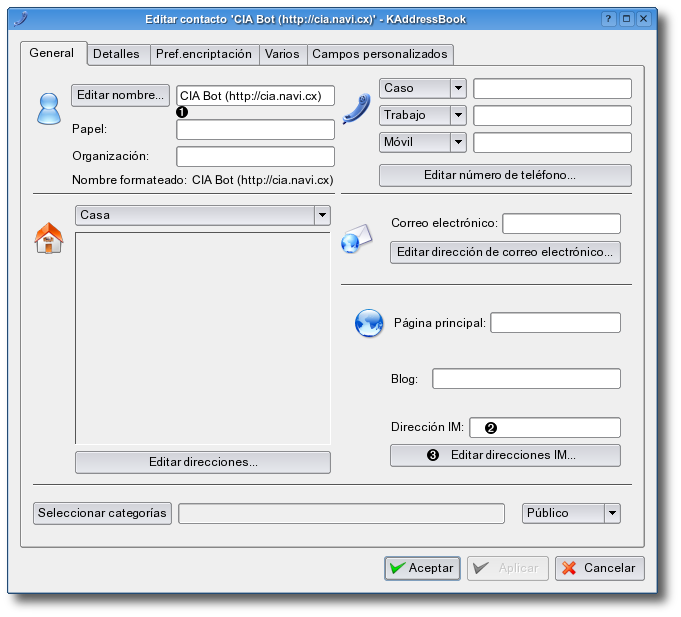 Editar contacto 'CIA Bot (http://cia.navi.cx)' - KAddressBook
General Detalles Pref.encriptación Varios Campos personalizados
Editar nombre... CIA Bot (http://cia.navi.cx)
1
Papel:
Organización:
Nombre formateado: CIA Bot (http://cia.navi.cx)
Caso
Trabajo
Móvil
Editar número de teléfono...
Casa
Editar direcciones...
Correo electrónico:
Editar dirección de correo electrónico...
Página principal:
Blog:
Dirección IM: 2
3 Editar direcciones IM...
Seleccionar categorías Público
Aceptar Aplicar Cancelar